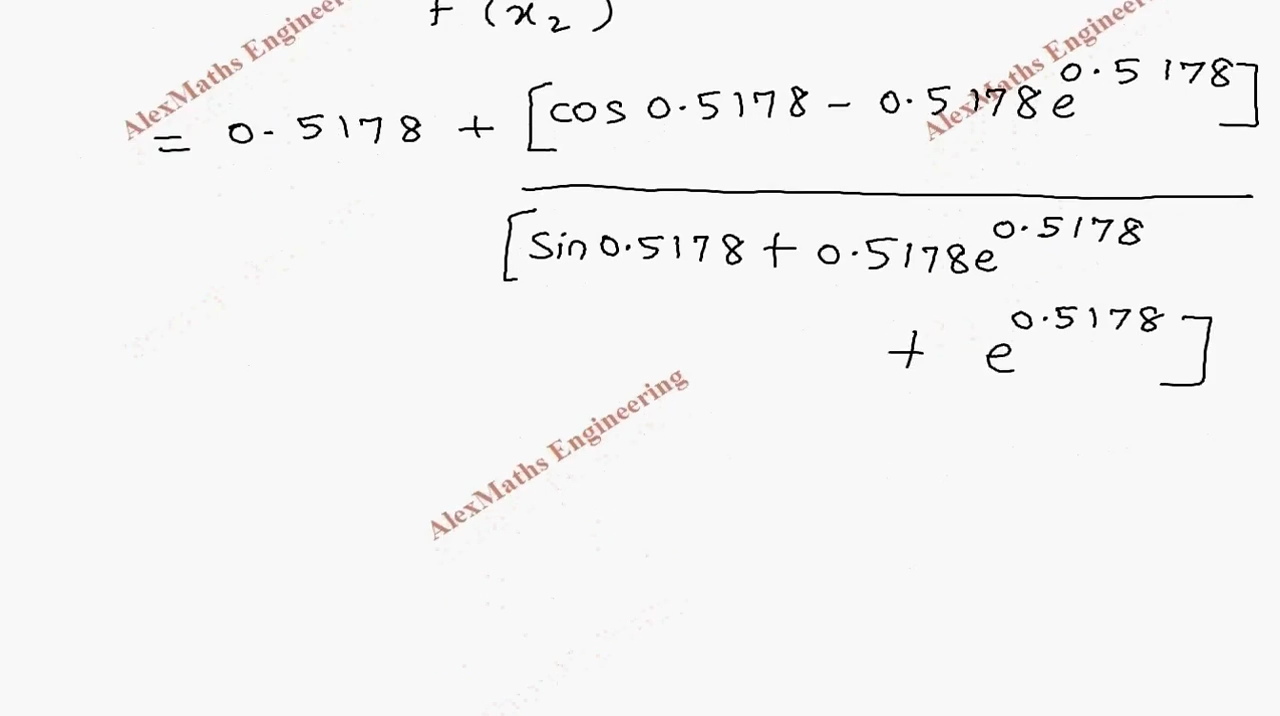 f (x₂)
= 0.5178 + [cos 0.5178 − 0.5178e^0.5178]
[Sin 0.5178 + 0.5178e^0.5178
+ e^0.5178]
AlexMaths Engineering
AlexMaths Engineering
AlexMaths Engineering